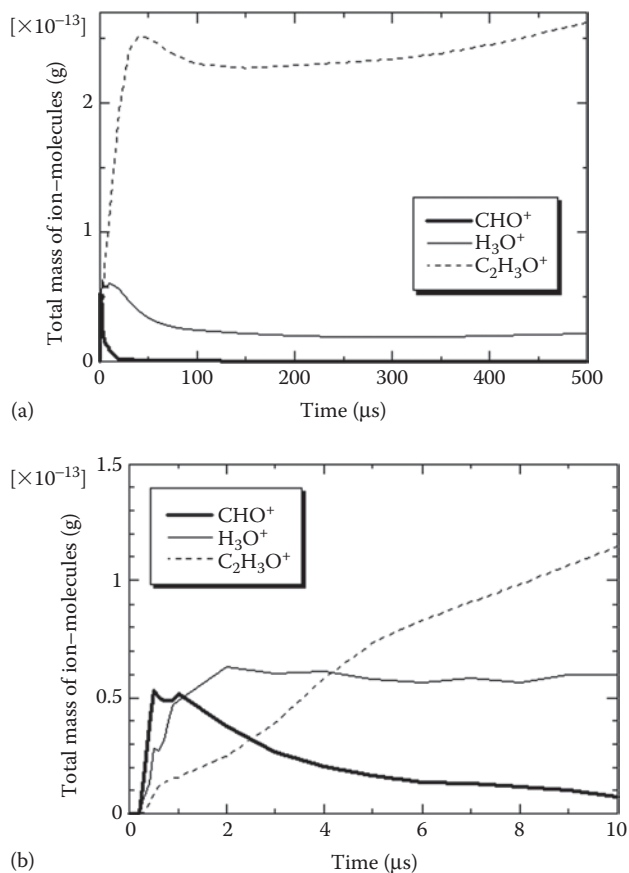 [×10⁻¹³]
Total mass of ion–molecules (g)
2
1
0
CHO⁺
H₃O⁺
C₂H₃O⁺
0 100 200 300 400 500
(a)
Time (μs)
[×10⁻¹³]
Total mass of ion–molecules (g)
1.5
1
0.5
0
CHO⁺
H₃O⁺
C₂H₃O⁺
0 2 4 6 8 10
(b)
Time (μs)